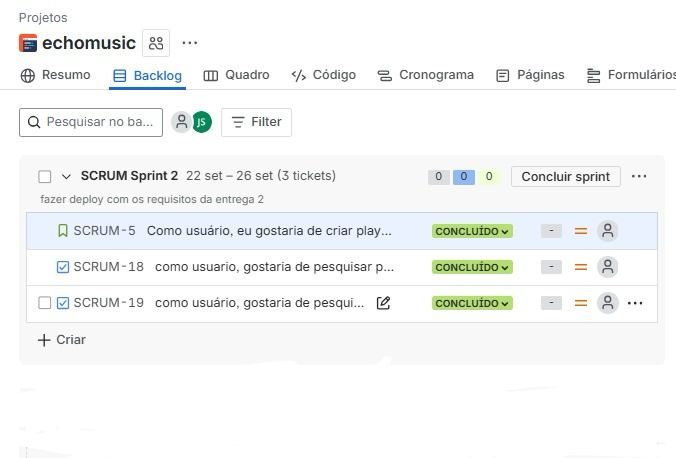 Projetos
echomusic
Resumo Backlog Quadro Código Cronograma Páginas Formulários
Pesquisar no ba... JS Filter
SCRUM Sprint 2 22 set – 26 set (3 tickets) 0 0 0 Concluir sprint
fazer deploy com os requisitos da entrega 2
SCRUM-5 Como usuário, eu gostaria de criar play... CONCLUÍDO -
SCRUM-18 como usuario, gostaria de pesquisar p... CONCLUÍDO -
SCRUM-19 como usuário, gostaria de pesqui... CONCLUÍDO -
+ Criar